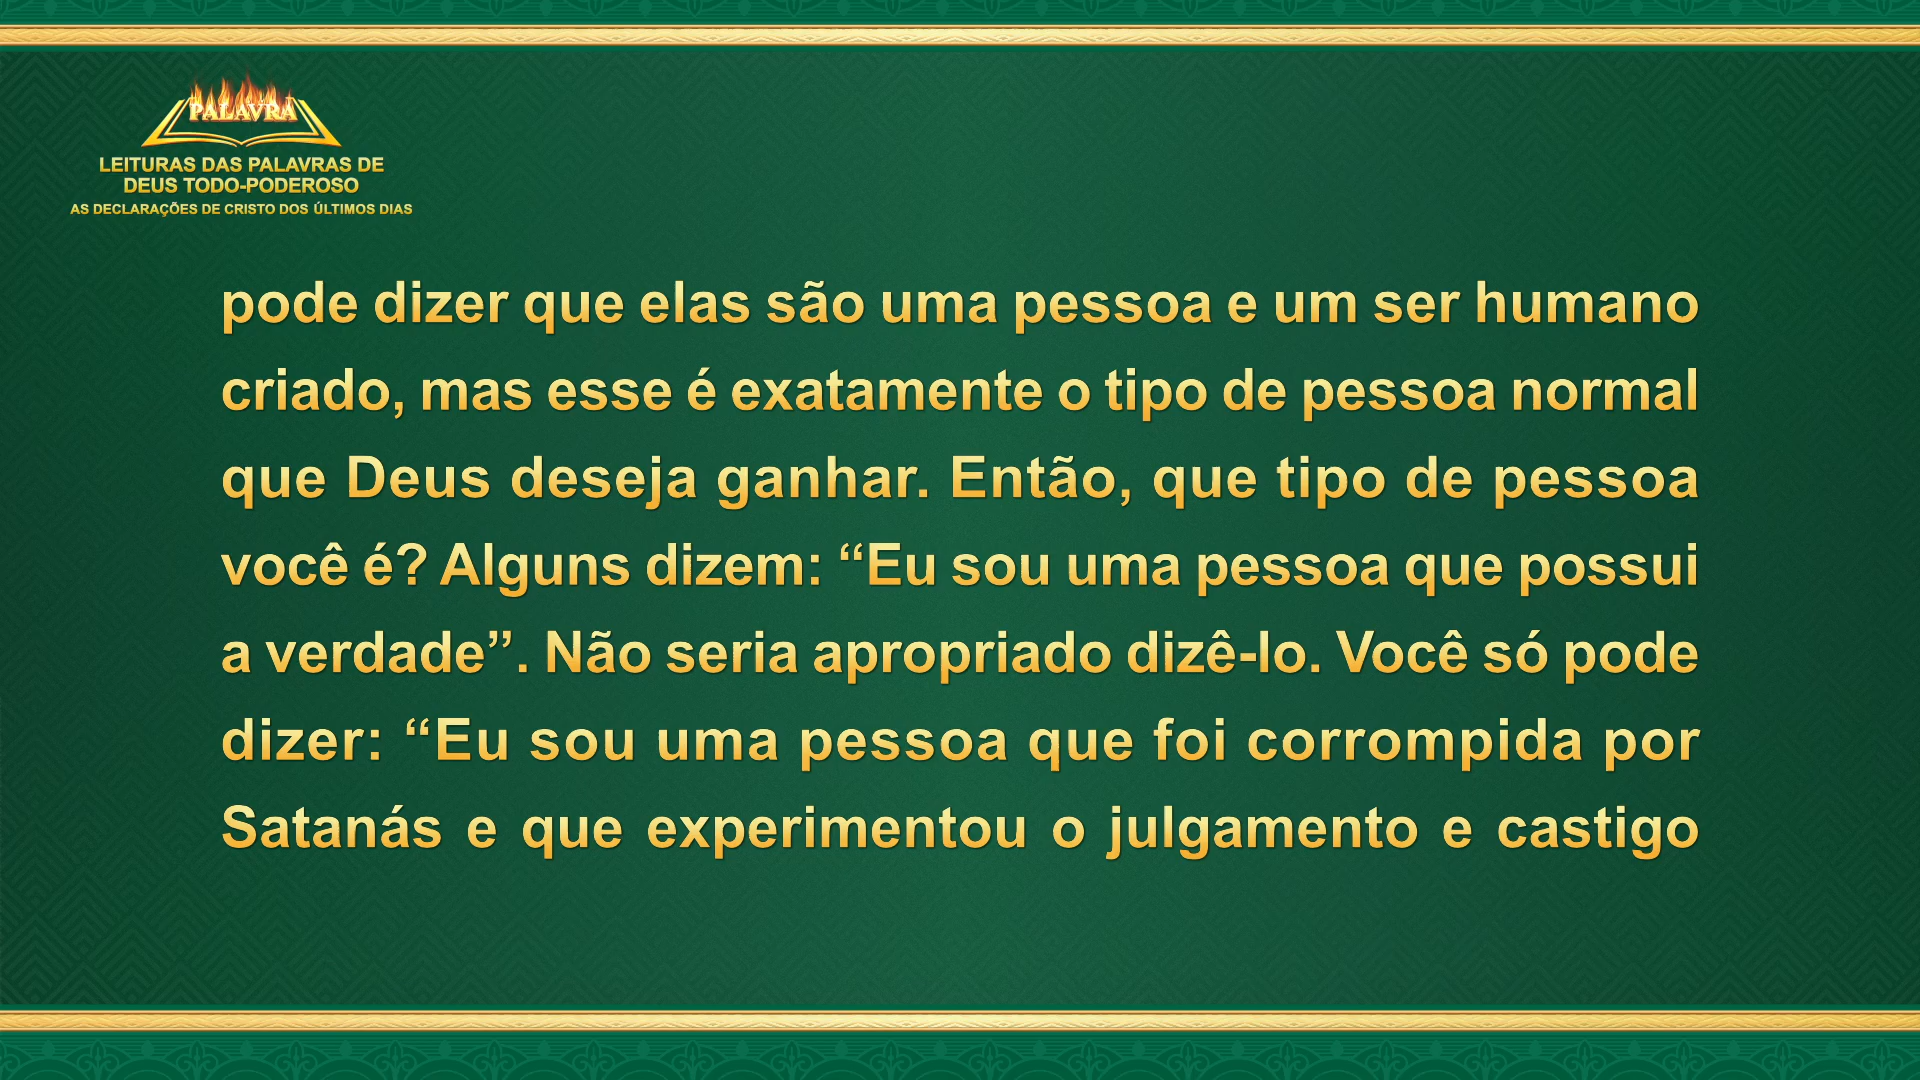 PALAVRA
LEITURAS DAS PALAVRAS DE
DEUS TODO-PODEROSO
AS DECLARAÇÕES DE CRISTO DOS ÚLTIMOS DIAS
pode dizer que elas são uma pessoa e um ser humano
criado, mas esse é exatamente o tipo de pessoa normal
que Deus deseja ganhar. Então, que tipo de pessoa
você é? Alguns dizem: “Eu sou uma pessoa que possui
a verdade”. Não seria apropriado dizê-lo. Você só pode
dizer: “Eu sou uma pessoa que foi corrompida por
Satanás e que experimentou o julgamento e castigo